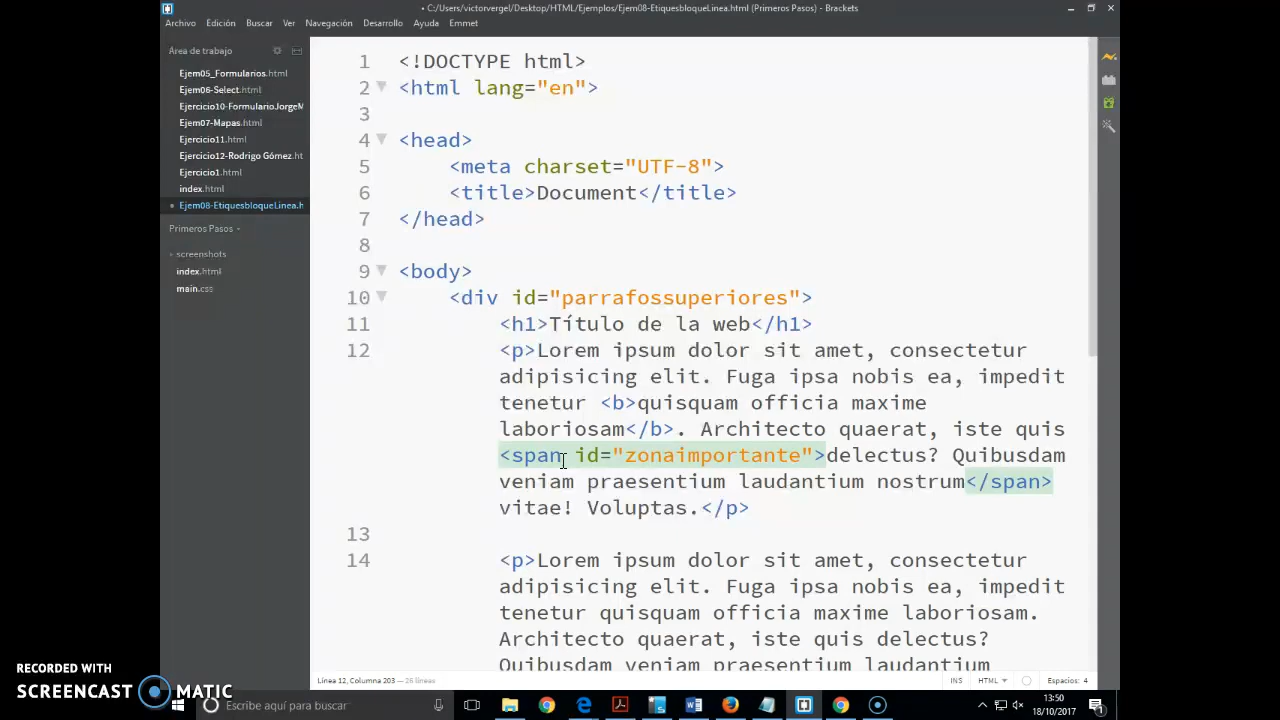 C:/Users/victorvergel/Desktop/HTML/Ejemplos/Ejem08-EtiquesbloqueLinea.html (Primeros Pasos) - Brackets
Archivo Edición Buscar Ver Navegación Desarrollo Ayuda Emmet
Área de trabajo
Ejem05_Formularios.html
Ejem06-Select.html
Ejercicio10-FormularioJorgeM
Ejem07-Mapas.html
Ejercicio11.html
Ejercicio12-Rodrigo Gómez.ht
Ejercicio1.html
index.html
Ejem08-EtiquesbloqueLinea.h
Primeros Pasos
screenshots
index.html
main.css
1 <!DOCTYPE html>
2 <html lang="en">
3
4 <head>
5 <meta charset="UTF-8">
6 <title>Document</title>
7 </head>
8
9 <body>
10 <div id="parrafossuperiores">
11 <h1>Título de la web</h1>
12 <p>Lorem ipsum dolor sit amet, consectetur
adipisicing elit. Fuga ipsa nobis ea, impedit
tenetur <b>quisquam officia maxime
laboriosam</b>. Architecto quaerat, iste quis
<span id="zonaimportante">delectus? Quibusdam
veniam praesentium laudantium nostrum</span>
vitae! Voluptas.</p>
13
14 <p>Lorem ipsum dolor sit amet, consectetur
adipisicing elit. Fuga ipsa nobis ea, impedit
tenetur quisquam officia maxime laboriosam.
Architecto quaerat, iste quis delectus?
Quibusdam veniam praesentium laudantium
Línea 12, Columna 203 — 26 líneas
INS HTML Espacios: 4
RECORDED WITH
SCREENCAST MATIC
Escribe aquí para buscar
13:50
18/10/2017
1